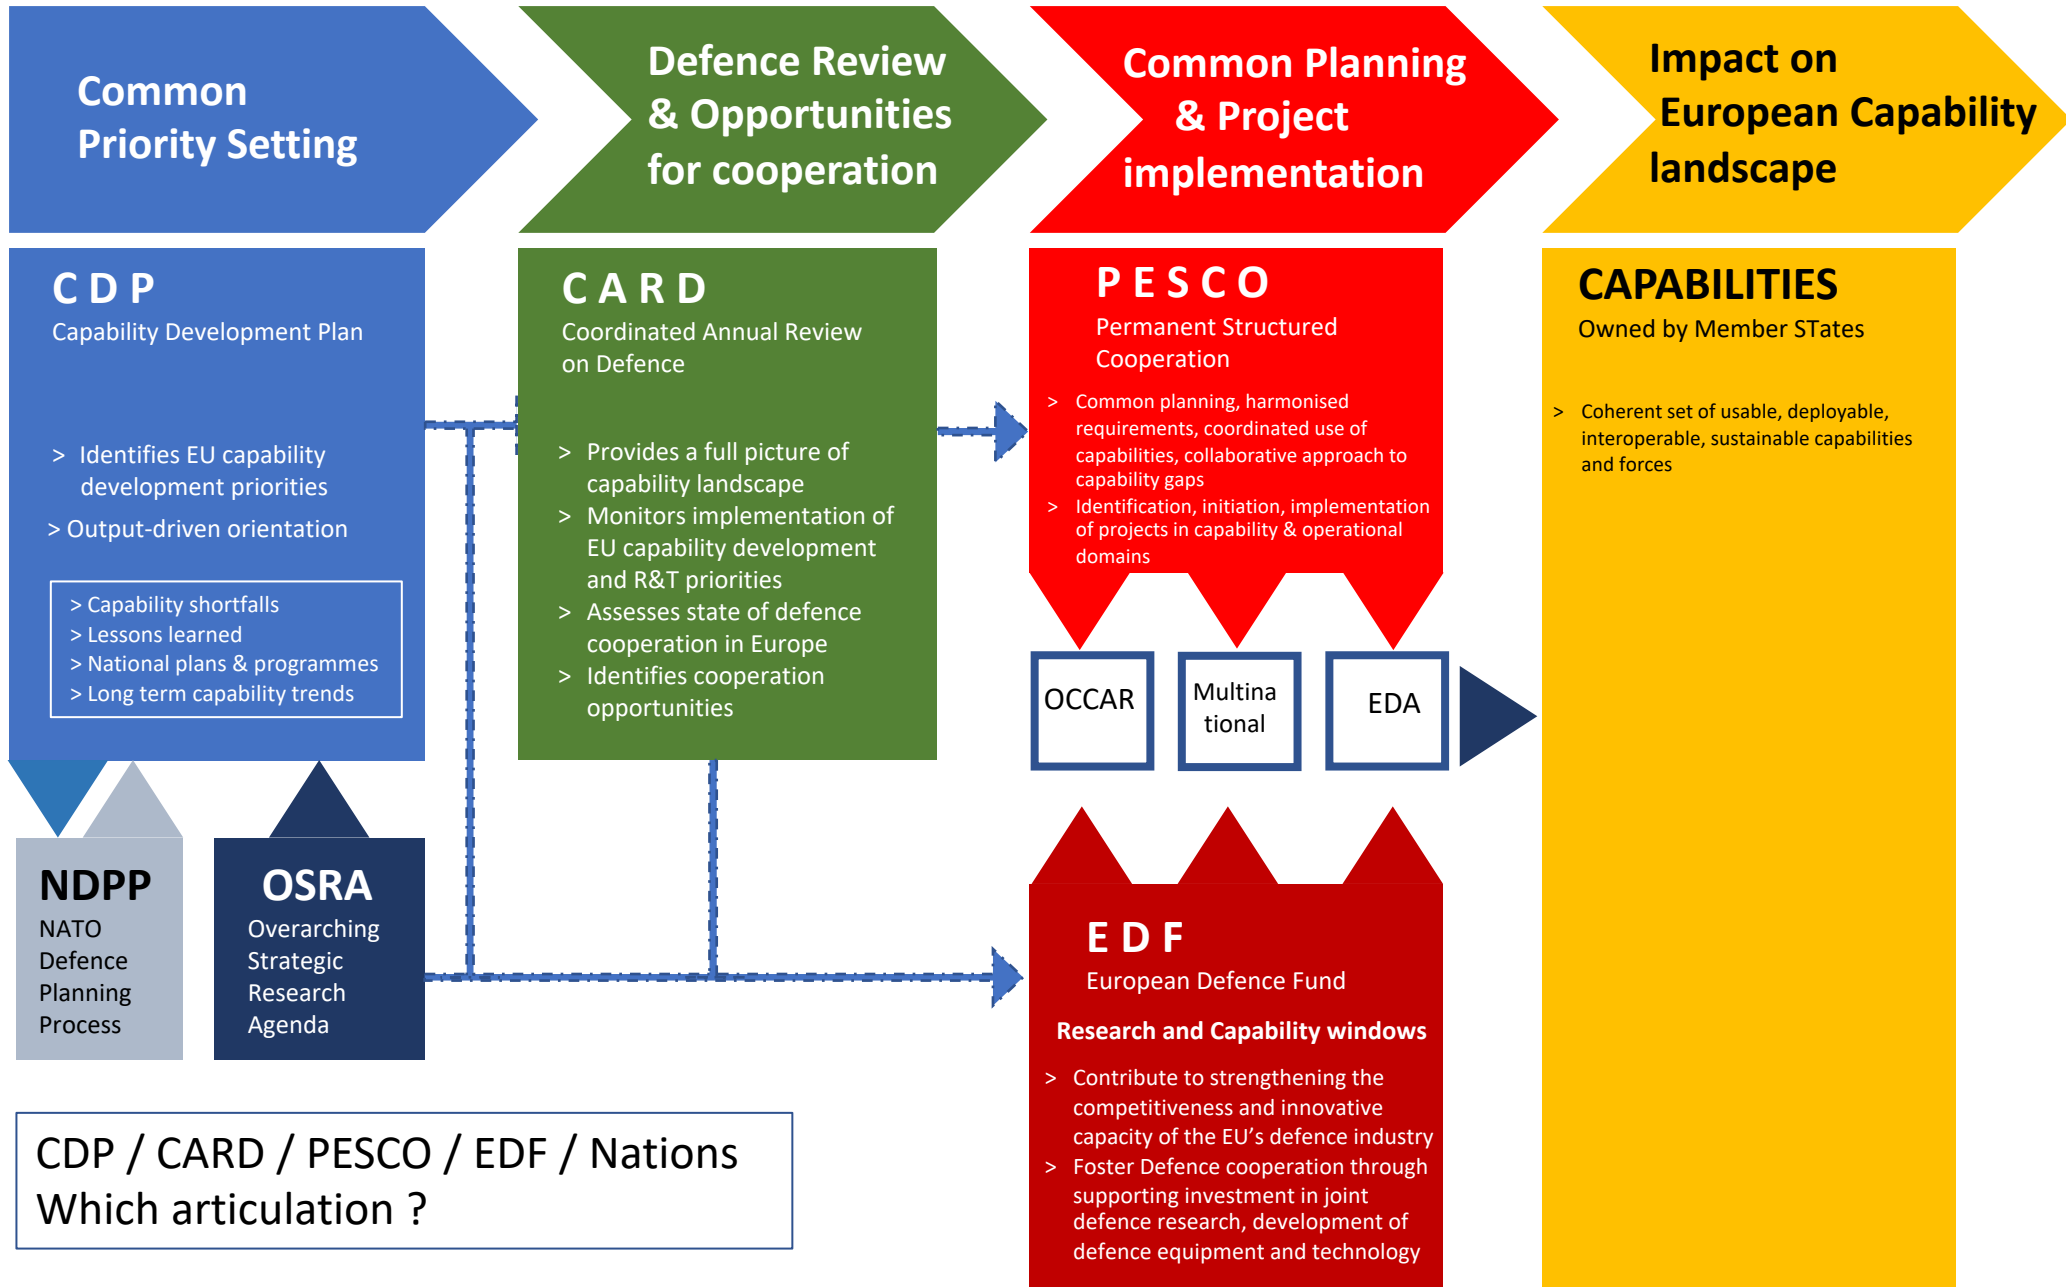 Common
Priority Setting
Defence Review
& Opportunities
for cooperation
Common Planning
& Project
implementation
Impact on
European Capability
landscape
C D P
Capability Development Plan
> Identifies EU capability
development priorities
> Output-driven orientation
> Capability shortfalls
> Lessons learned
> National plans & programmes
> Long term capability trends
NDPP
NATO
Defence
Planning
Process
OSRA
Overarching
Strategic
Research
Agenda
C A R D
Coordinated Annual Review
on Defence
> Provides a full picture of
capability landscape
> Monitors implementation of
EU capability development
and R&T priorities
> Assesses state of defence
cooperation in Europe
> Identifies cooperation
opportunities
P E S C O
Permanent Structured
Cooperation
> Common planning, harmonised
requirements, coordinated use of
capabilities, collaborative approach to
capability gaps
> Identification, initiation, implementation
of projects in capability & operational
domains
OCCAR
Multina
tional
EDA
E D F
European Defence Fund
Research and Capability windows
> Contribute to strengthening the
competitiveness and innovative
capacity of the EU’s defence industry
> Foster Defence cooperation through
supporting investment in joint
defence research, development of
defence equipment and technology
CAPABILITIES
Owned by Member STates
> Coherent set of usable, deployable,
interoperable, sustainable capabilities
and forces
CDP / CARD / PESCO / EDF / Nations
Which articulation ?